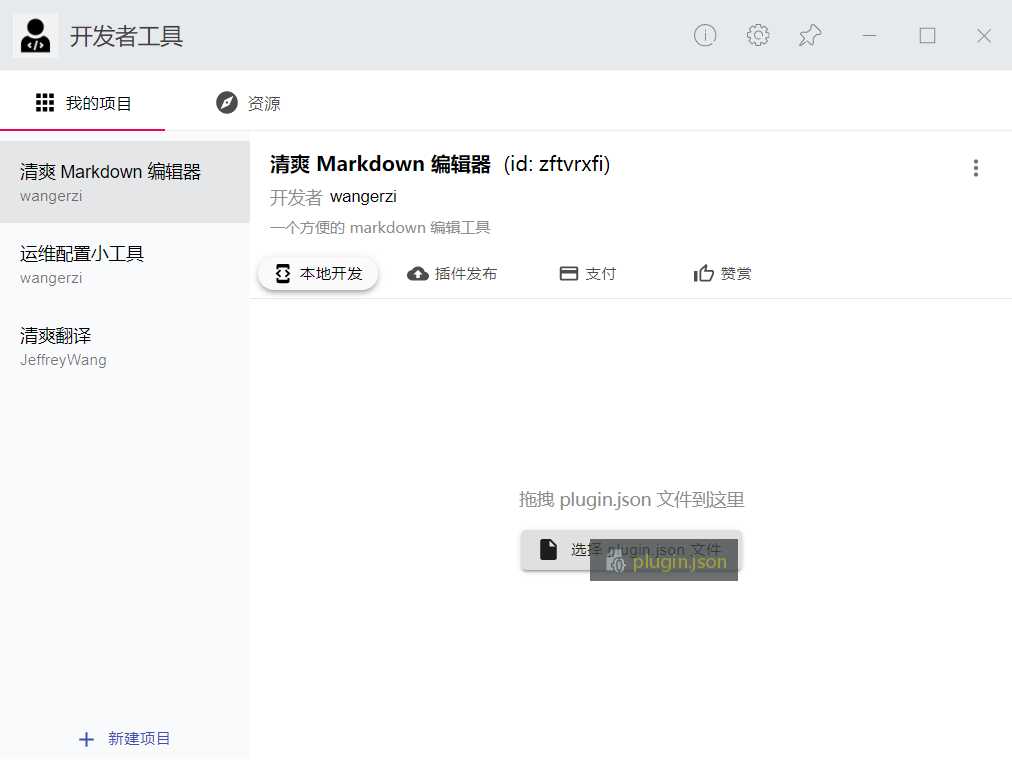 开发者工具
我的项目
资源
清爽 Markdown 编辑器
wangerzi
运维配置小工具
wangerzi
清爽翻译
JeffreyWang
新建项目
清爽 Markdown 编辑器 (id: zftvrxfi)
开发者 wangerzi
一个方便的 markdown 编辑工具
本地开发
插件发布
支付
赞赏
拖拽 plugin.json 文件到这里
选择 plugin.json 文件
plugin.json